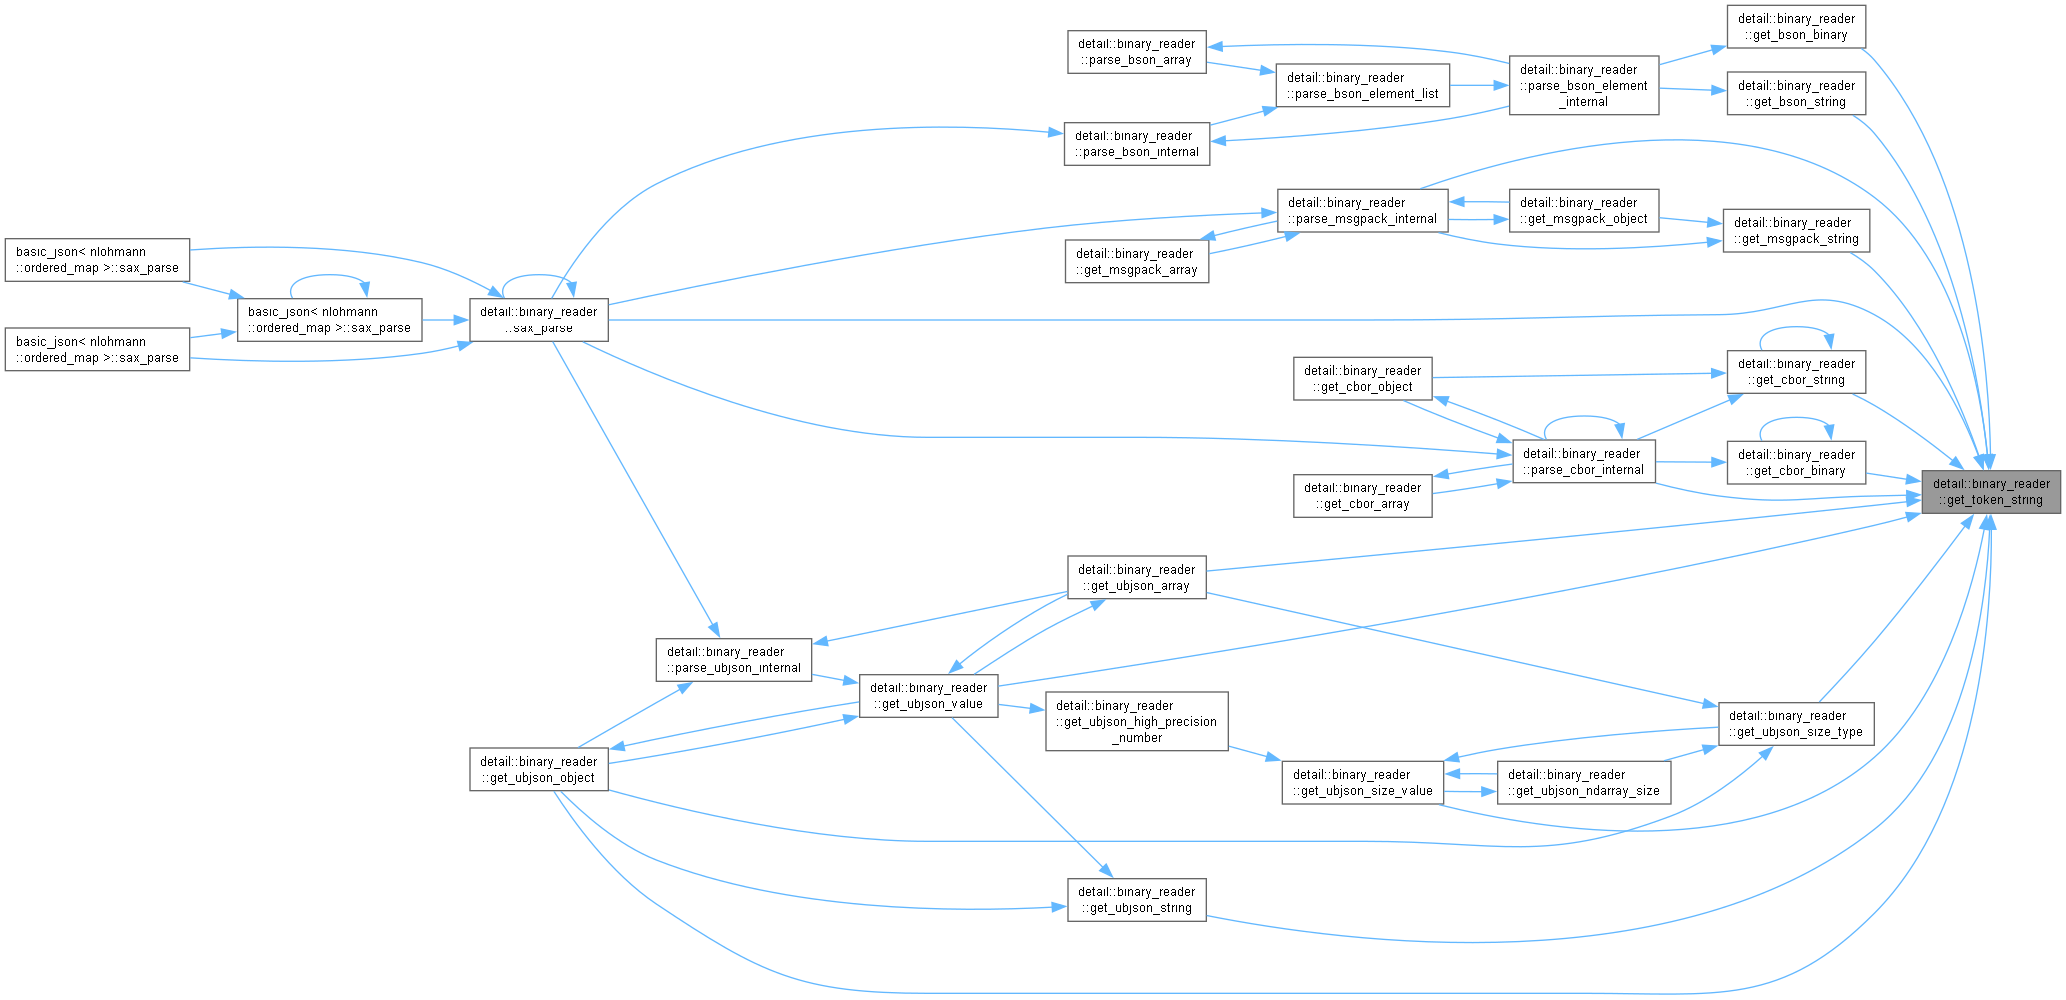 detail::binary_reader
::get_bson_binary
detail::binary_reader
::parse_bson_array
detail::binary_reader
::parse_bson_element
_internal
detail::binary_reader
::parse_bson_element_list
detail::binary_reader
::get_bson_string
detail::binary_reader
::parse_bson_internal
detail::binary_reader
::parse_msgpack_internal
detail::binary_reader
::get_msgpack_object
detail::binary_reader
::get_msgpack_string
detail::binary_reader
::get_msgpack_array
basic_json< nlohmann
::ordered_map >::sax_parse
basic_json< nlohmann
::ordered_map >::sax_parse
detail::binary_reader
::sax_parse
basic_json< nlohmann
::ordered_map >::sax_parse
detail::binary_reader
::get_cbor_object
detail::binary_reader
::get_cbor_string
detail::binary_reader
::parse_cbor_internal
detail::binary_reader
::get_cbor_binary
detail::binary_reader
::get_cbor_array
detail::binary_reader
::get_token_string
detail::binary_reader
::get_ubjson_array
detail::binary_reader
::parse_ubjson_internal
detail::binary_reader
::get_ubjson_value
detail::binary_reader
::get_ubjson_high_precision
_number
detail::binary_reader
::get_ubjson_size_type
detail::binary_reader
::get_ubjson_object
detail::binary_reader
::get_ubjson_size_value
detail::binary_reader
::get_ubjson_ndarray_size
detail::binary_reader
::get_ubjson_string